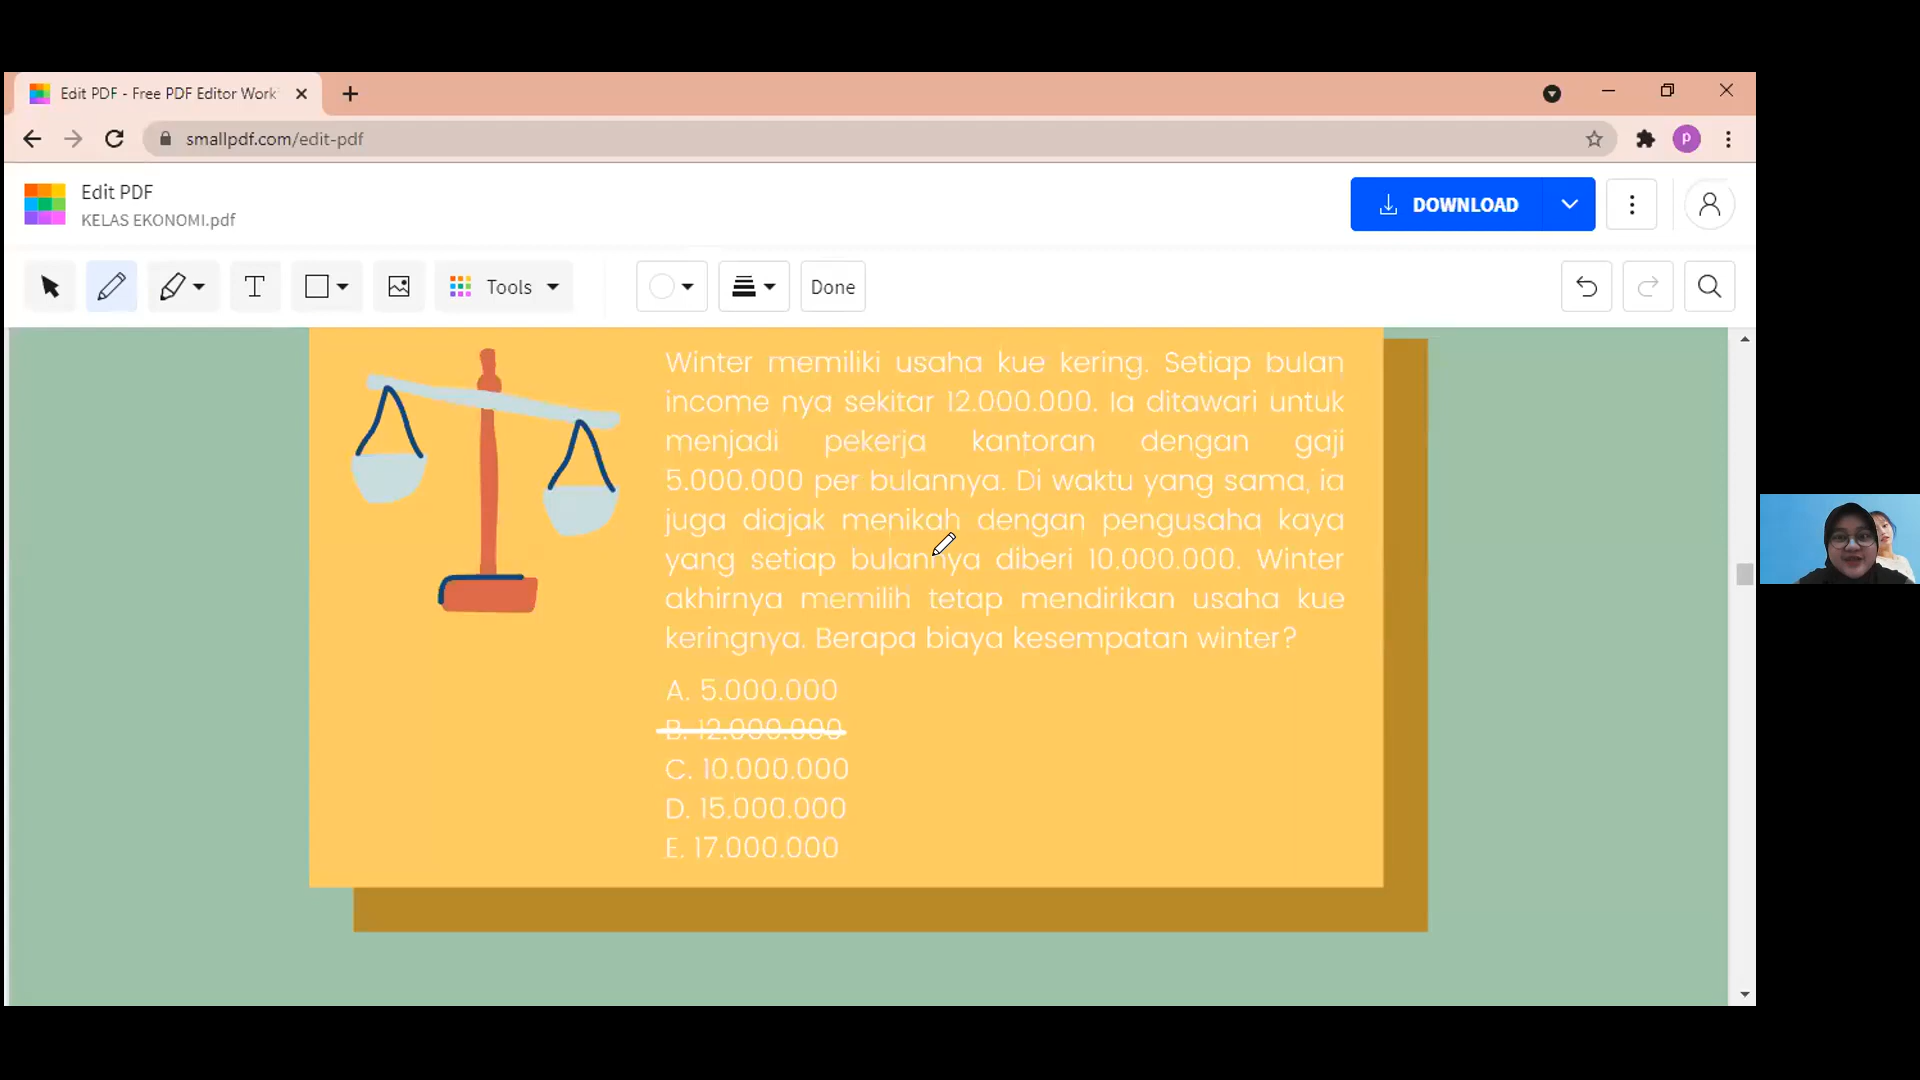 Edit PDF - Free PDF Editor Work
smallpdf.com/edit-pdf
P
Edit PDF
KELAS EKONOMI.pdf
DOWNLOAD
T
Tools
Done
Winter memiliki usaha kue kering. Setiap bulan
income nya sekitar 12.000.000. Ia ditawari untuk
menjadi pekerja kantoran dengan gaji
5.000.000 per bulannya. Di waktu yang sama, ia
juga diajak menikah dengan pengusaha kaya
yang setiap bulannya diberi 10.000.000. Winter
akhirnya memilih tetap mendirikan usaha kue
keringnya. Berapa biaya kesempatan winter?
A. 5.000.000
B. 12.000.000
C. 10.000.000
D. 15.000.000
E. 17.000.000